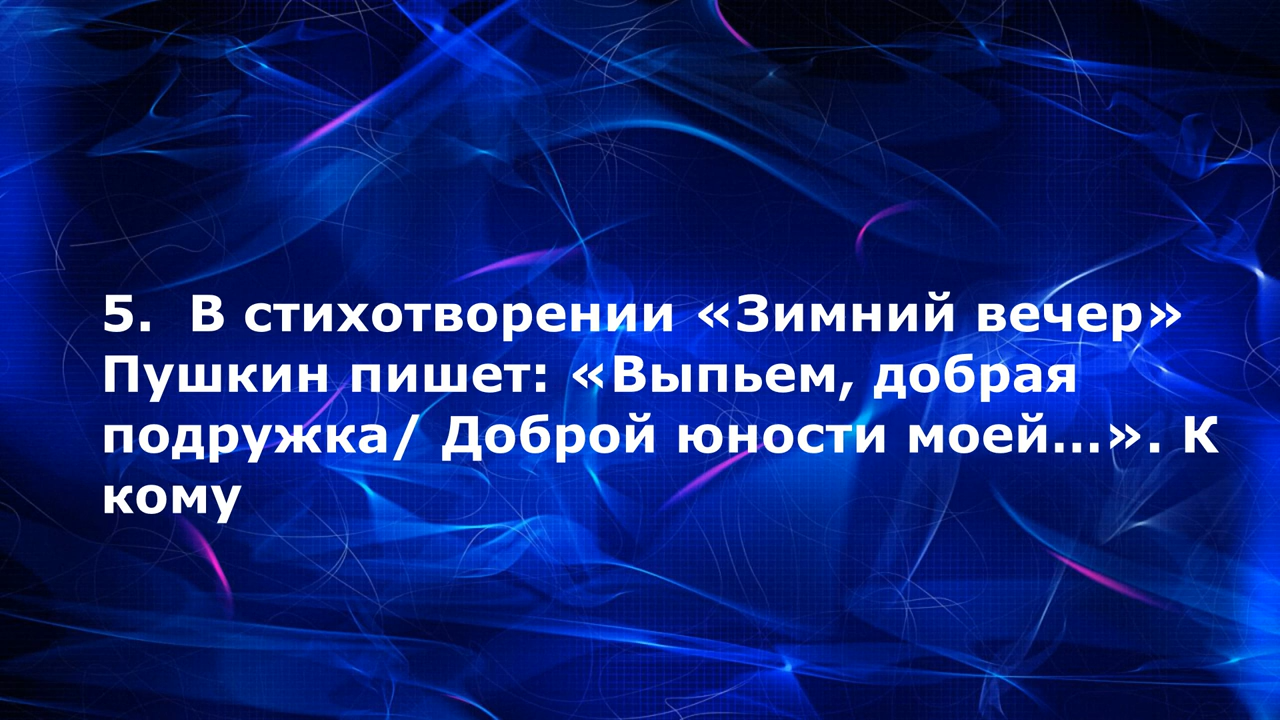 5.  В стихотворении «Зимний вечер»
Пушкин пишет: «Выпьем, добрая
подружка/ Доброй юности моей…». К
кому